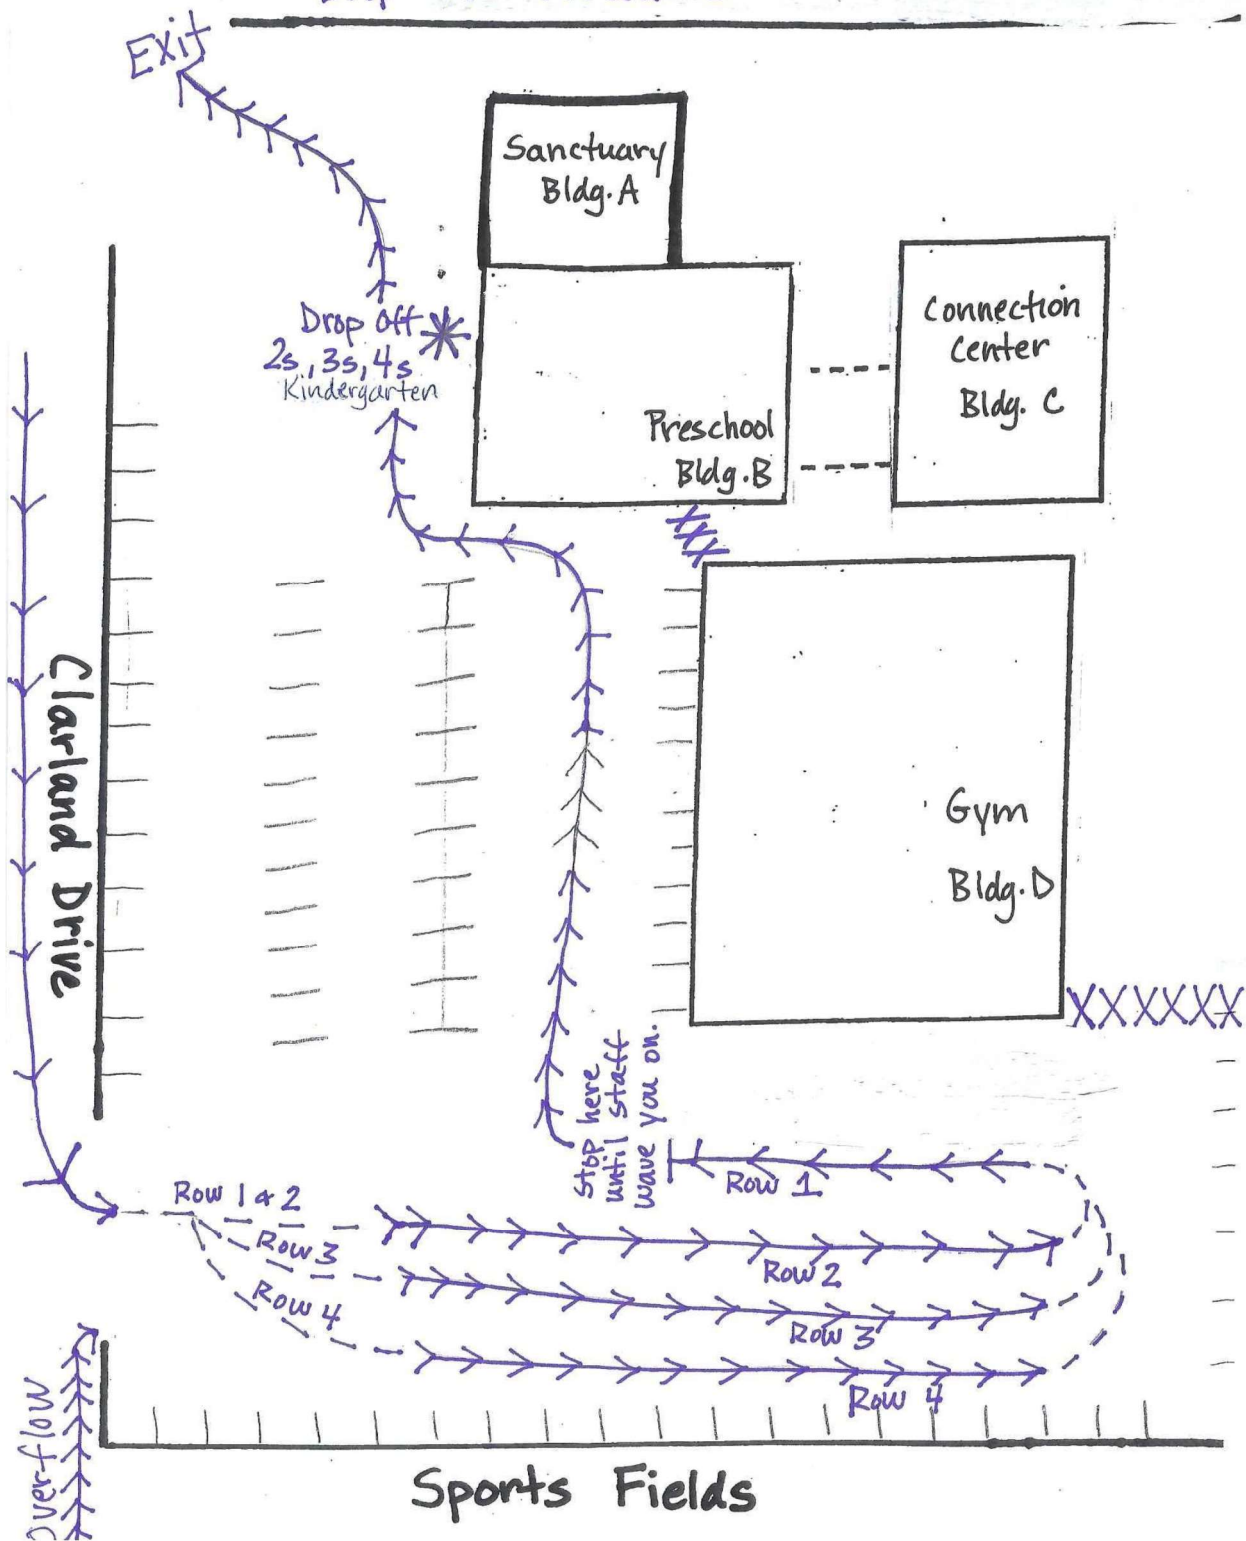 Exit
Sanctuary
Bldg. A
Connection
Center
Bldg. C
Drop off
2s, 3s, 4s
Kindergarten
Preschool
Bldg. B
Clarland Drive
Gym
Bldg. D
XXXXXX
Stop here
until staff
wave you on.
Row 1
Row 1 & 2
Row 3
Row 4
Row 2
Row 3
Row 4
Overflow
Sports Fields